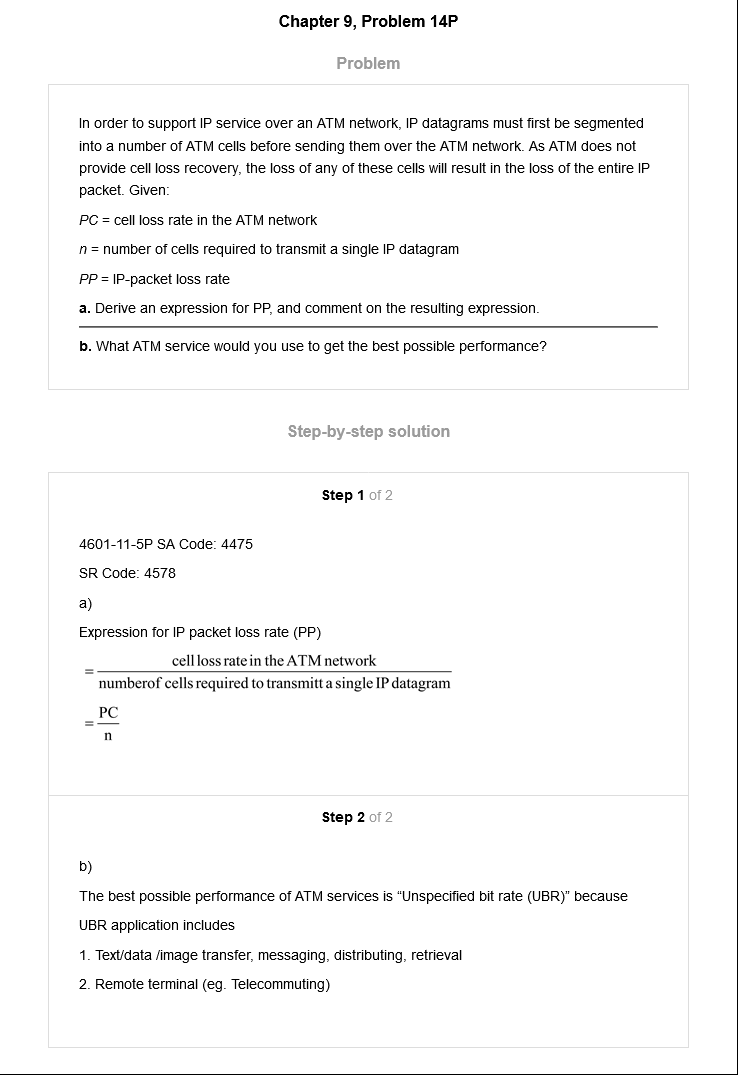 Chapter 9, Problem 14P
Problem
In order to support IP service over an ATM network, IP datagrams must first be segmented
into a number of ATM cells before sending them over the ATM network. As ATM does not
provide cell loss recovery, the loss of any of these cells will result in the loss of the entire IP
packet. Given:
PC = cell loss rate in the ATM network
n = number of cells required to transmit a single IP datagram
PP = IP-packet loss rate
a. Derive an expression for PP, and comment on the resulting expression.
b. What ATM service would you use to get the best possible performance?
Step-by-step solution
Step 1 of 2
4601-11-5P SA Code: 4475
SR Code: 4578
a)
Expression for IP packet loss rate (PP)
cell loss rate in the ATM network
=
numberof cells required to transmitt a single IP datagram
PC
=
n
Step 2 of 2
b)
The best possible performance of ATM services is “Unspecified bit rate (UBR)” because
UBR application includes
1. Text/data /image transfer, messaging, distributing, retrieval
2. Remote terminal (eg. Telecommuting)